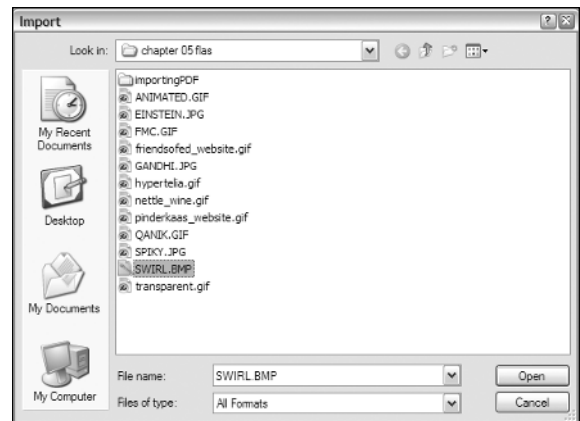 Import
Look in: chapter 05 flas
My Recent
Documents
Desktop
My Documents
My Computer
importingPDF
ANIMATED.GIF
EINSTEIN.JPG
FMC.GIF
friendsofed_website.gif
GANDHI.JPG
hypertelia.gif
nettle_wine.gif
pinderkaas_website.gif
QANIK.GIF
SPIKY.JPG
SWIRL.BMP
transparent.gif
File name: SWIRL.BMP Open
Files of type: All Formats Cancel